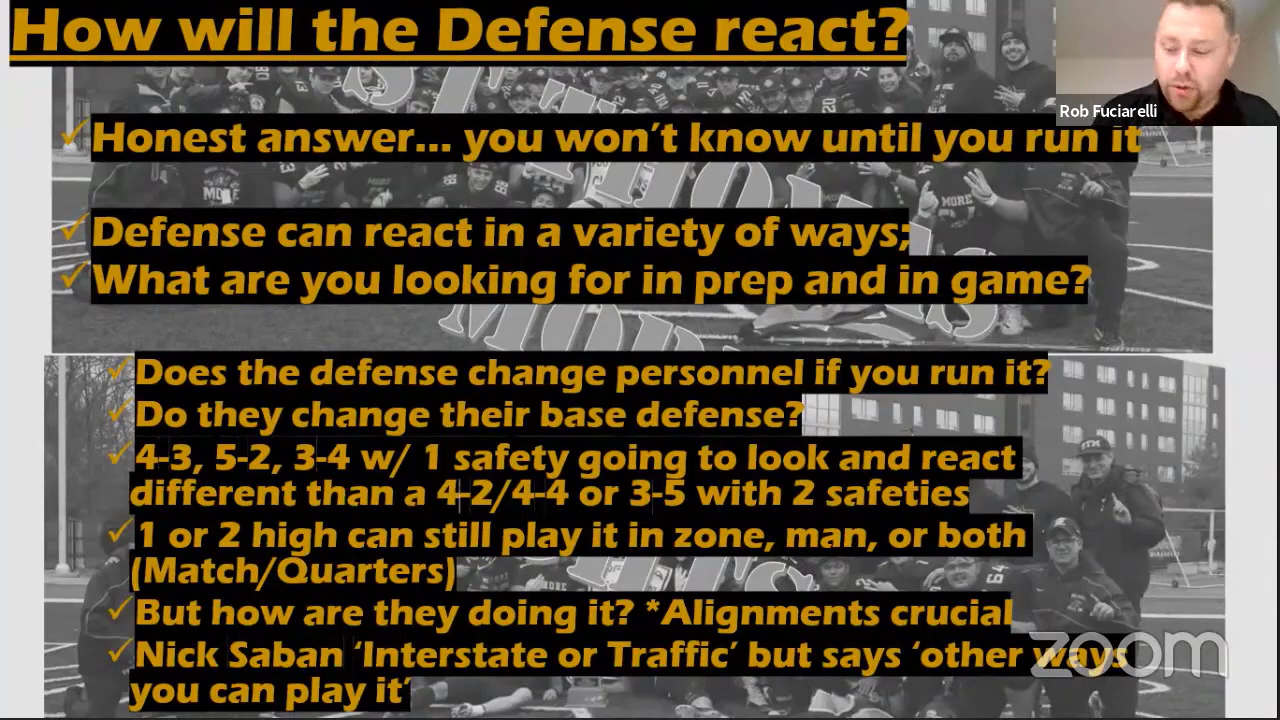 How will the Defense react?
Rob Fuciarelli
✓Honest answer... you won't know until you run it
✓Defense can react in a variety of ways;
✓What are you looking for in prep and in game?
✓Does the defense change personnel if you run it?
✓Do they change their base defense?
✓4-3, 5-2, 3-4 w/ 1 safety going to look and react
different than a 4-2/4-4 or 3-5 with 2 safeties
✓1 or 2 high can still play it in zone, man, or both
(Match/Quarters)
✓But how are they doing it? *Alignments crucial
✓Nick Saban 'Interstate or Traffic' but says 'other ways
you can play it'
zoom
MORE
MORE
64